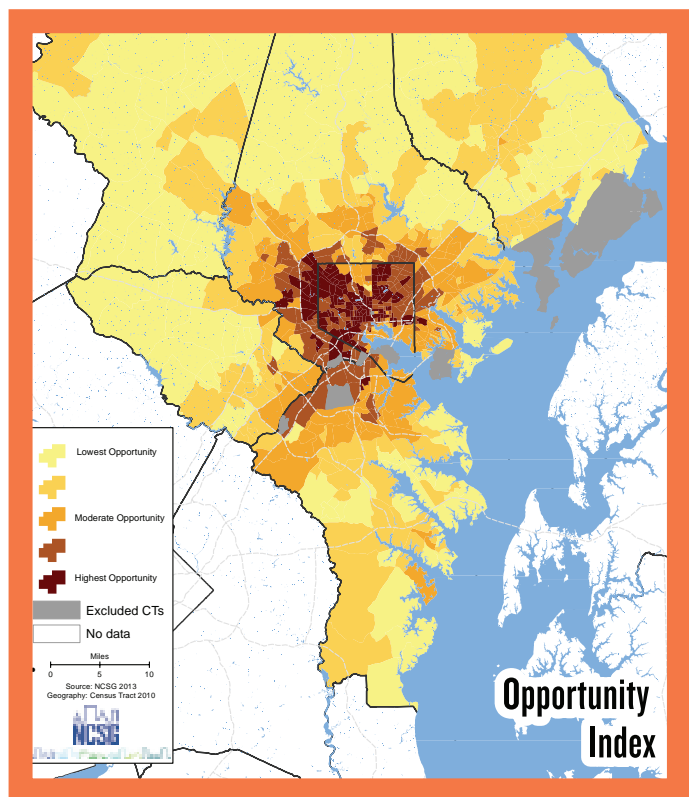 Lowest Opportunity
Moderate Opportunity
Highest Opportunity
Excluded CTs
No data
Miles
0 5 10
Source: NCSG 2013
Geography: Census Tract 2010
NCSG
Opportunity
Index